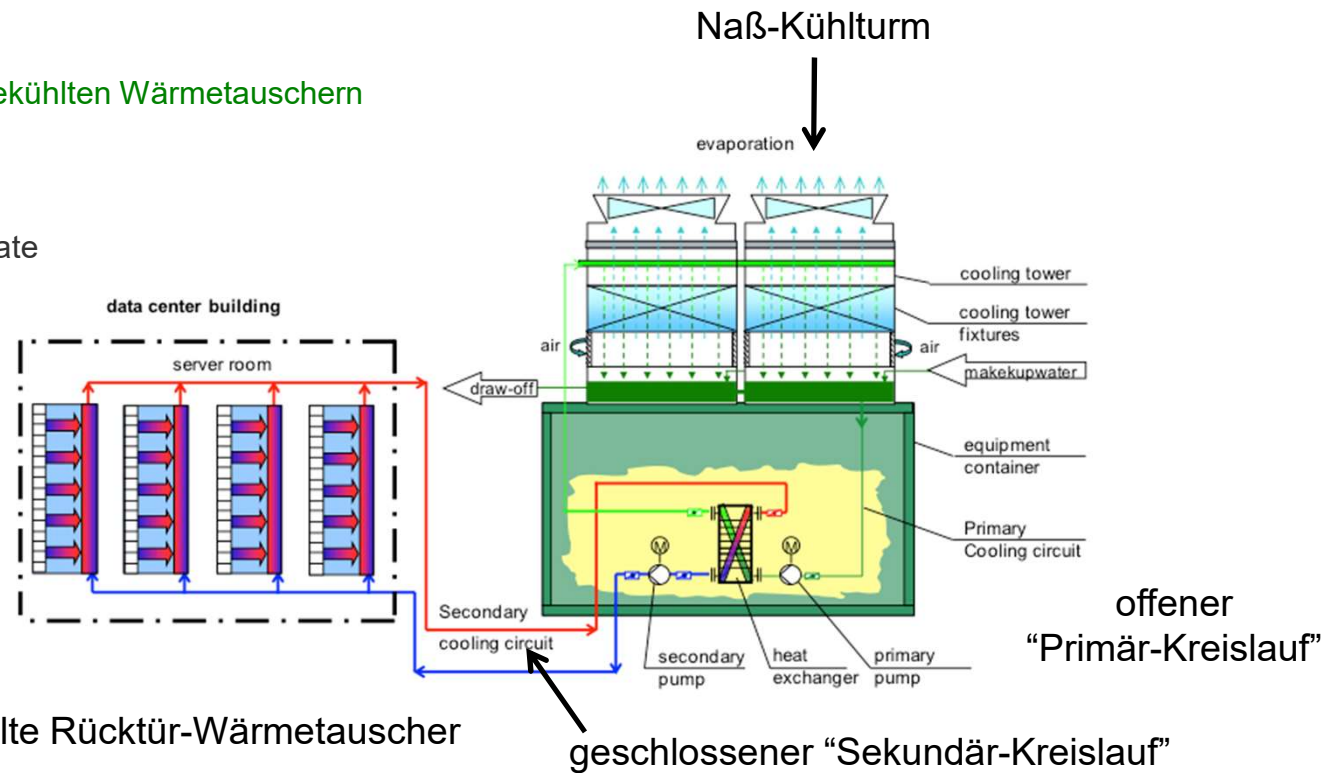 Naß-Kühlturm
ekühlten Wärmetauschern
evaporation
ate
cooling tower
data center building
cooling tower
fixtures
air
air
server room
makekupwater
draw-off
equipment
container
Primary
Cooling circuit
M
M
offener
“Primär-Kreislauf”
Secondary
cooling circuit
secondary
pump
heat
exchanger
primary
pump
lte Rücktür-Wärmetauscher
geschlossener “Sekundär-Kreislauf”